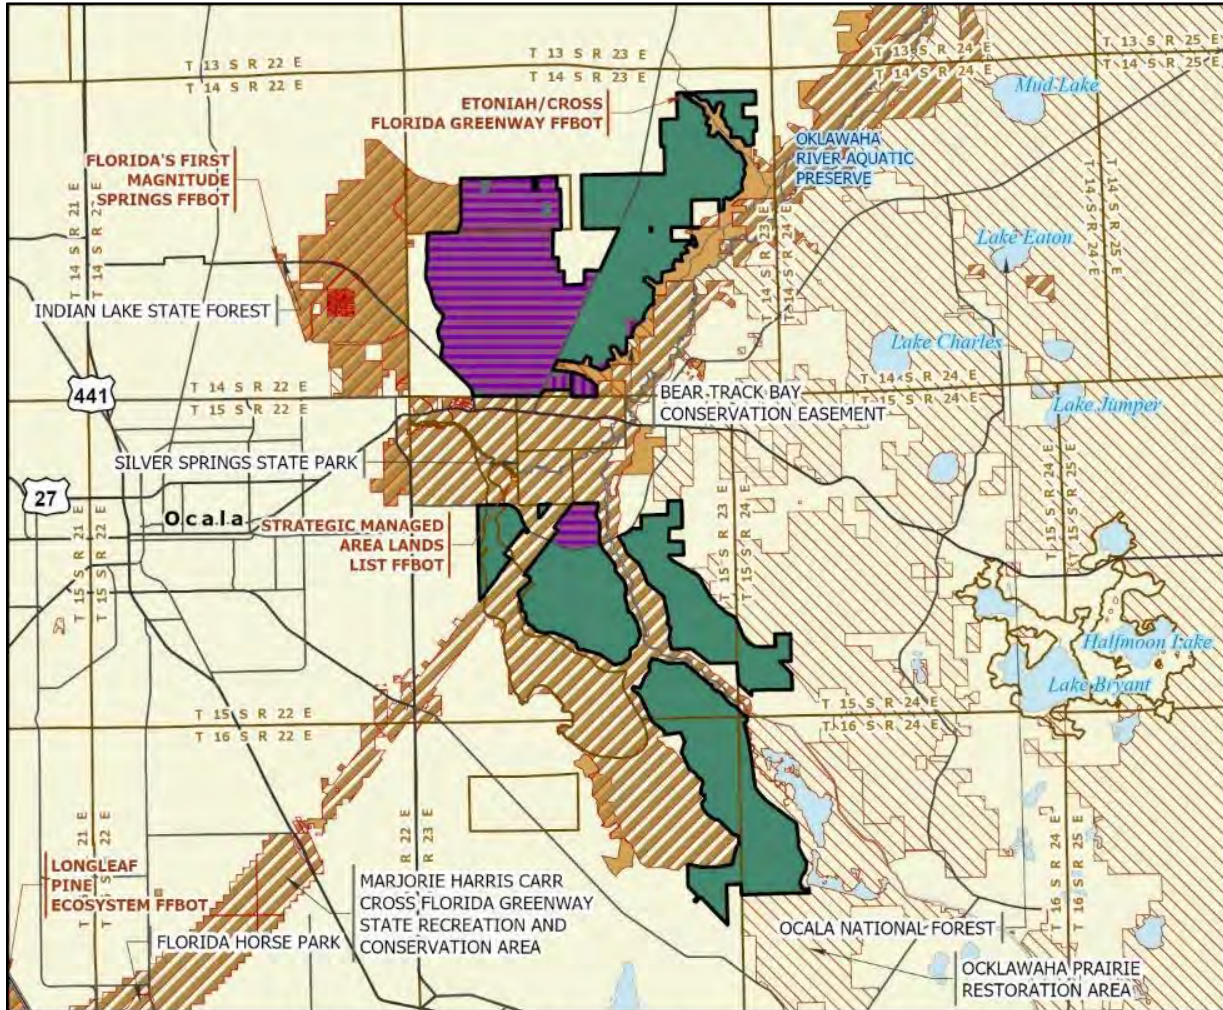 T 13 S R 22 E
T 14 S R 22 E
T 13 S R 23 E
T 14 S R 23 E
T 13 S R 24 E
T 14 S R 24 E
T 13 S R 25 E
T 14 S R 25 E
Mud Lake
ETONIAH/CROSS
FLORIDA GREENWAY FFBOT
OKLAWAHA
RIVER AQUATIC
PRESERVE
FLORIDA'S FIRST
MAGNITUDE
SPRINGS FFBOT
T 14 S R 21 E
T 14 S R 22 E
T 14 S R 23 E
T 14 S R 24 E
T 14 S R 24 E
T 14 S R 25 E
Lake Eaton
INDIAN LAKE STATE FOREST
Lake Charles
441
T 14 S R 22 E
T 15 S R 22 E
T 14 S R 24 E
T 15 S R 24 E
BEAR TRACK BAY
CONSERVATION EASEMENT
Lake Jumper
SILVER SPRINGS STATE PARK
27
Ocala
STRATEGIC MANAGED
AREA LANDS
LIST FFBOT
T 15 S R 21 E
T 15 S R 22 E
T 15 S R 23 E
T 15 S R 24 E
T 15 S R 24 E
T 15 S R 25 E
Halfmoon Lake
Lake Bryant
T 15 S R 22 E
T 16 S R 22 E
T 15 S R 24 E
T 16 S R 24 E
21 E
22 E
R 22 E
R 23 E
T 16 S R 24 E
T 16 S R 25 E
LONGLEAF
PINE
ECOSYSTEM FFBOT
MARJORIE HARRIS CARR
CROSS FLORIDA GREENWAY
STATE RECREATION AND
CONSERVATION AREA
FLORIDA HORSE PARK
OCALA NATIONAL FOREST
OCKLAWAHA PRAIRIE
RESTORATION AREA